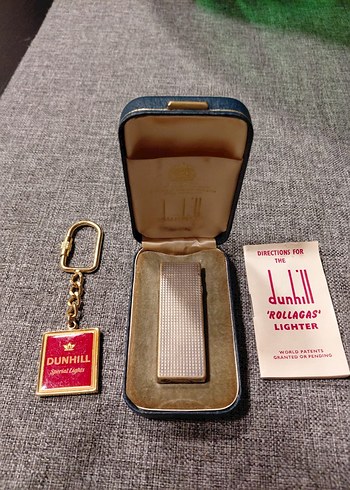 DUNHILL
Special Lights
DIRECTIONS FOR
THE
dunhill
'ROLLAGAS'
LIGHTER
WORLD PATENTS
GRANTED OR PENDING